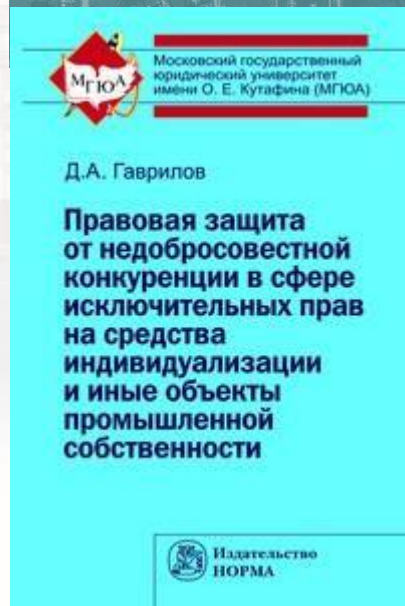 МГЮА
Московский государственный
юридический университет
имени О. Е. Кутафина (МГЮА)
Д.А. Гаврилов
Правовая защита
от недобросовестной
конкуренции в сфере
исключительных прав
на средства
индивидуализации
и иные объекты
промышленной
собственности
Издательство
НОРМА